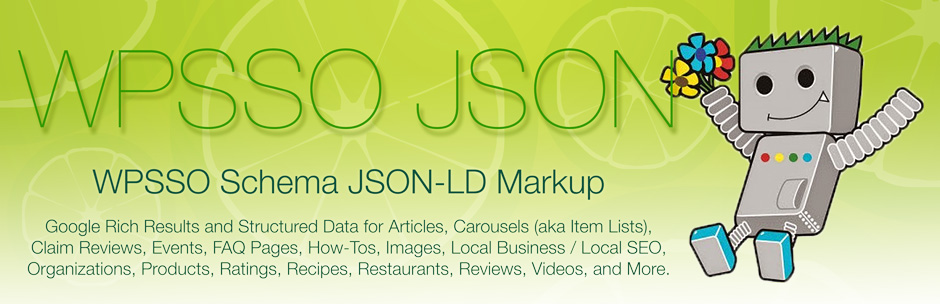 WPSSO JSON
WPSSO Schema JSON-LD Markup
Google Rich Results and Structured Data for Articles, Carousels (aka Item Lists),
Claim Reviews, Events, FAQ Pages, How-Tos, Images, Local Business / Local SEO,
Organizations, Products, Ratings, Recipes, Restaurants, Reviews, Videos, and More.